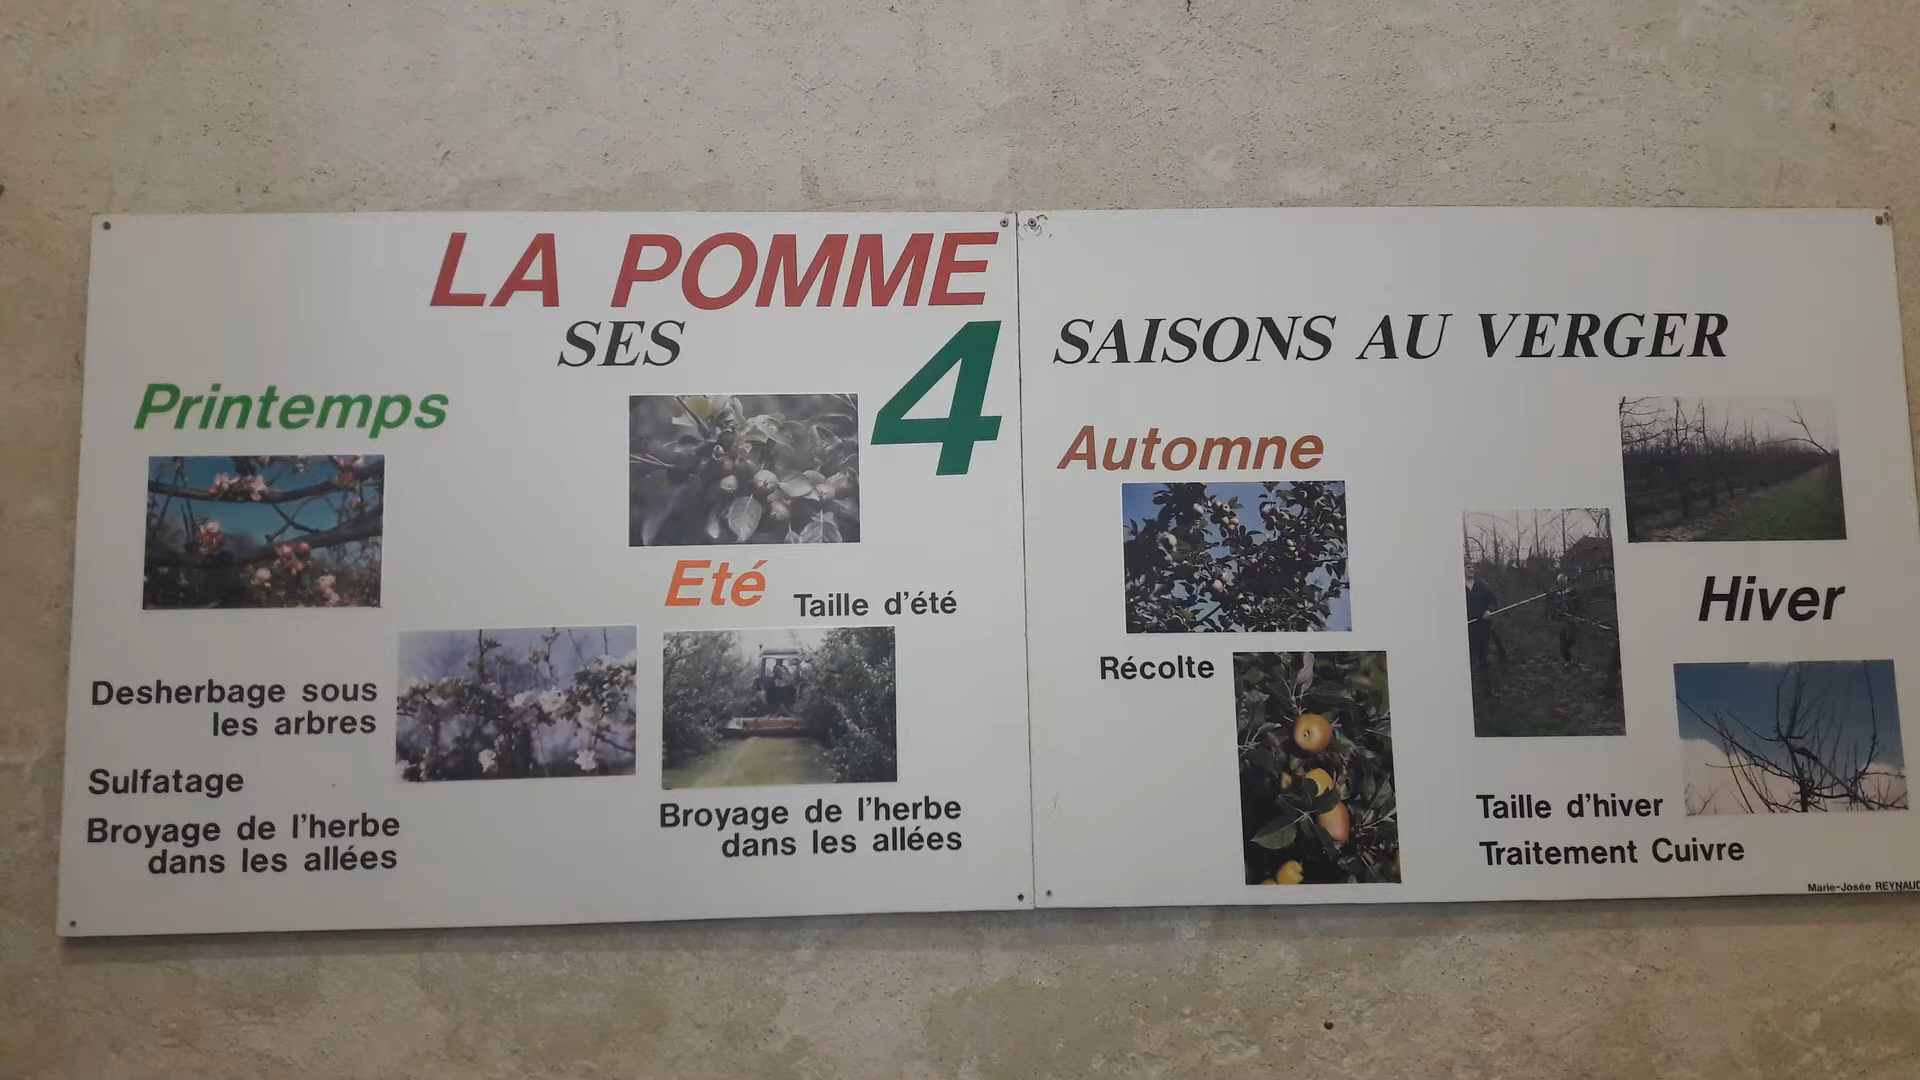 LA POMME
SES 4 SAISONS AU VERGER
Printemps
Desherbage sous
les arbres
Sulfatage
Broyage de l'herbe
dans les allées
Eté
Taille d'été
Broyage de l'herbe
dans les allées
Automne
Récolte
Hiver
Taille d'hiver
Traitement Cuivre
Marie-Josée REYNAUD